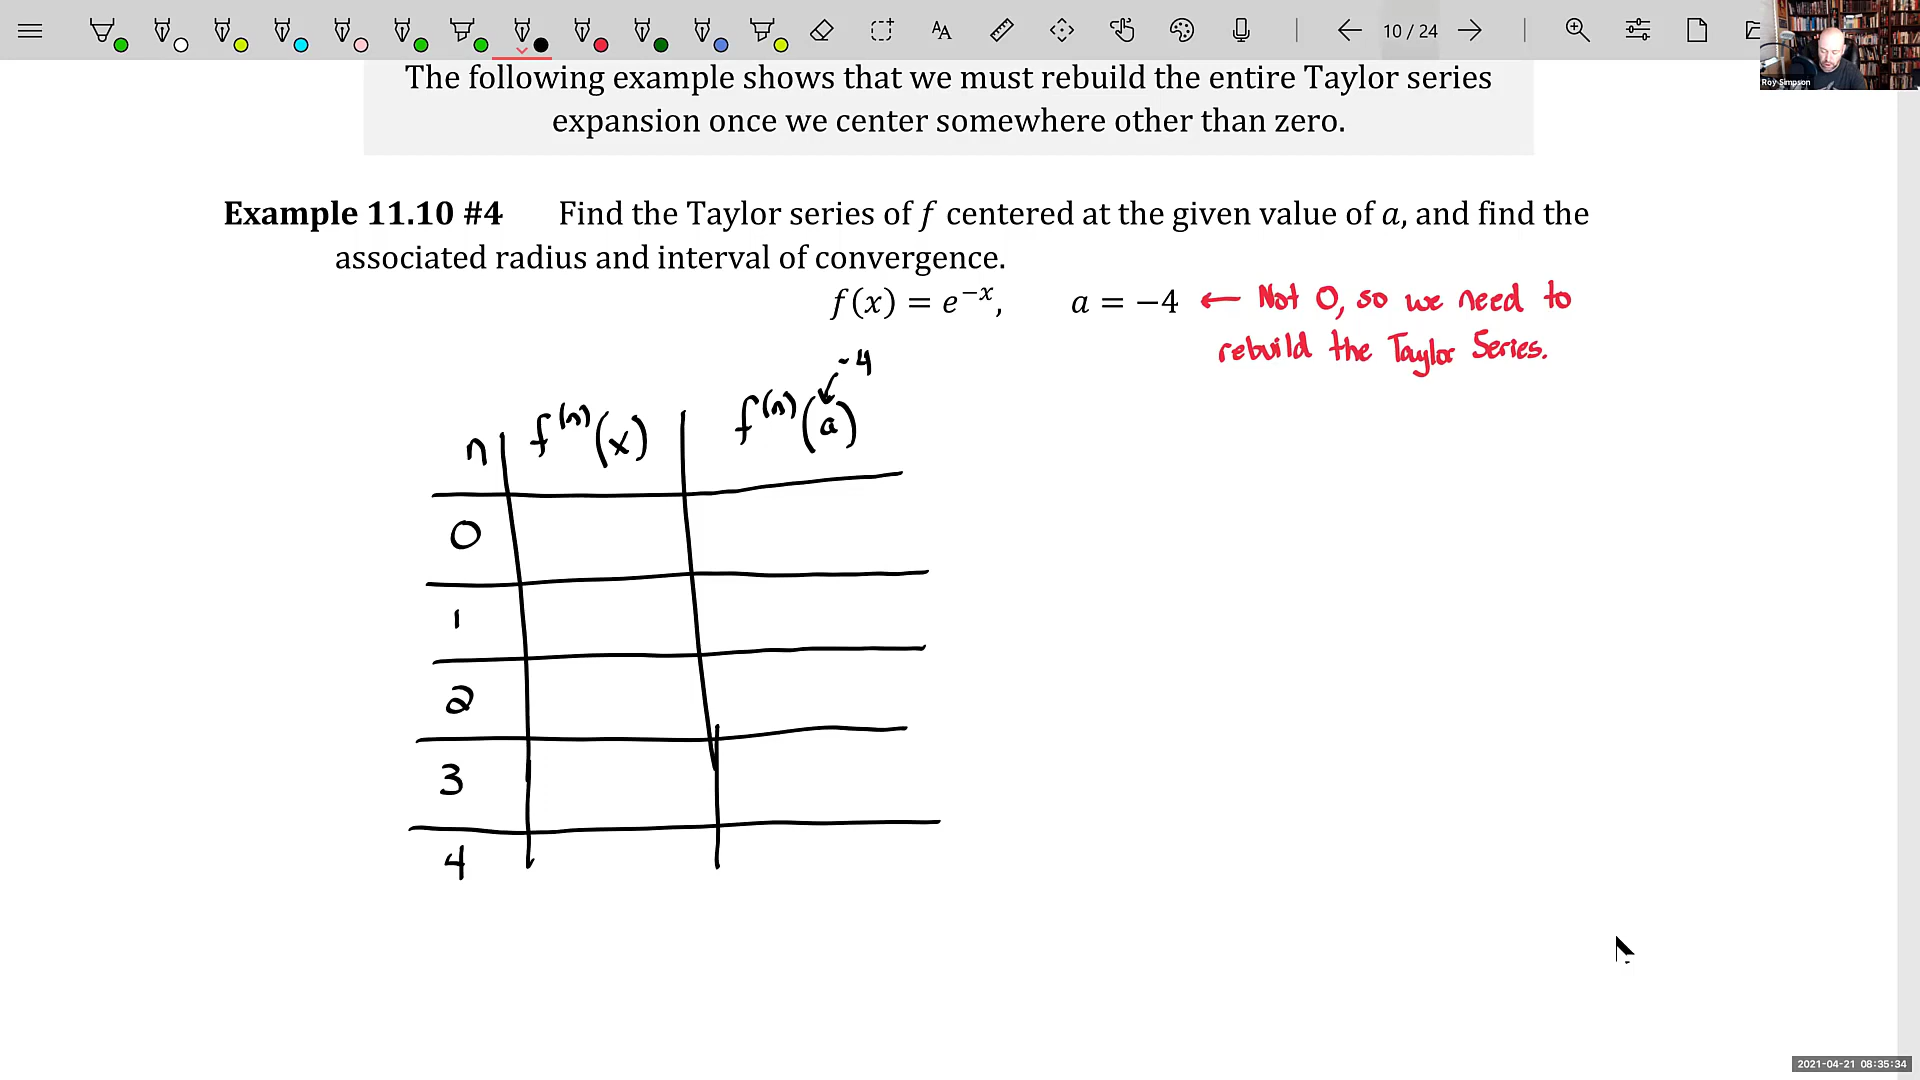 10 / 24
Roy Simpson
The following example shows that we must rebuild the entire Taylor series
expansion once we center somewhere other than zero.
Example 11.10 #4 Find the Taylor series of f centered at the given value of a, and find the
associated radius and interval of convergence.
f(x) = e^{-x}, a = −4 ← Not 0, so we need to
rebuild the Taylor Series.
-4
n f^{(n)}(x) f^{(n)}(a)
0
1
2
3
4
2021-04-21 08:35:34